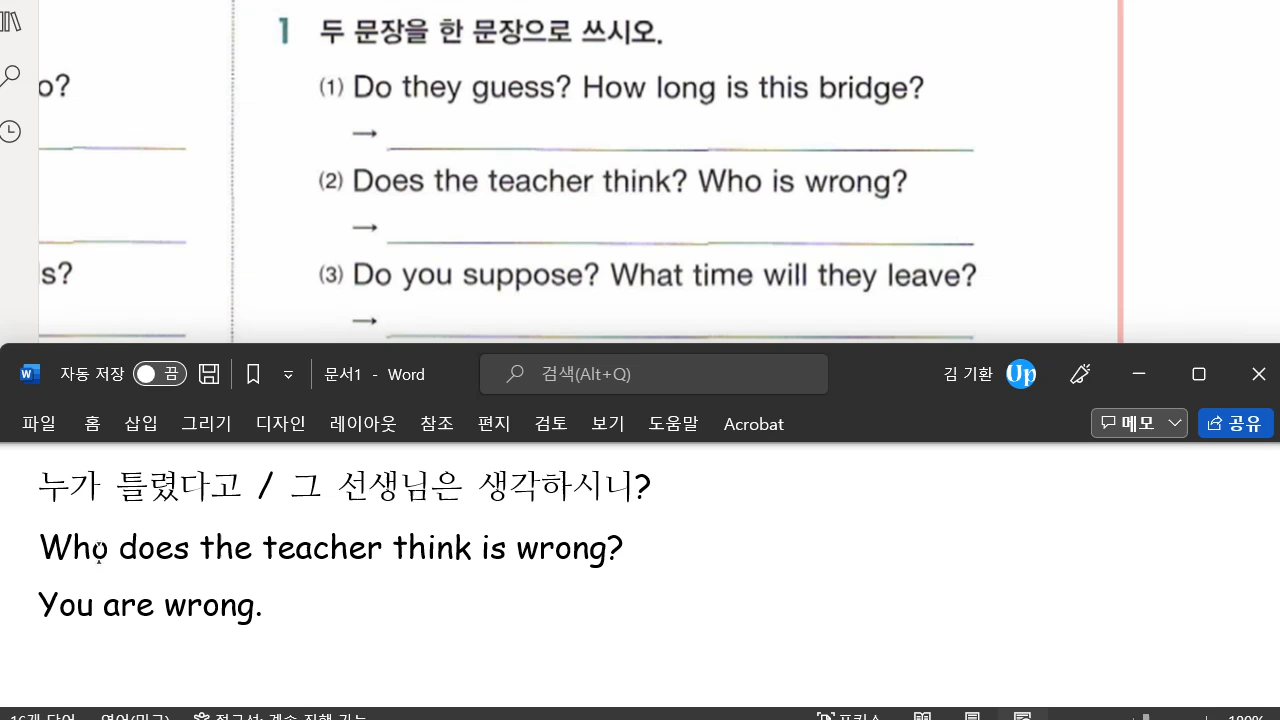 1 두 문장을 한 문장으로 쓰시오.
o?
(1) Do they guess? How long is this bridge?
→
(2) Does the teacher think? Who is wrong?
→
ls?
(3) Do you suppose? What time will they leave?
→
자동 저장 끔 문서1 - Word 검색(Alt+Q) 김 기환 Up
파일 홈 삽입 그리기 디자인 레이아웃 참조 편지 검토 보기 도움말 Acrobat 메모 공유
누가 틀렸다고 / 그 선생님은 생각하시니?
Who does the teacher think is wrong?
You are wrong.